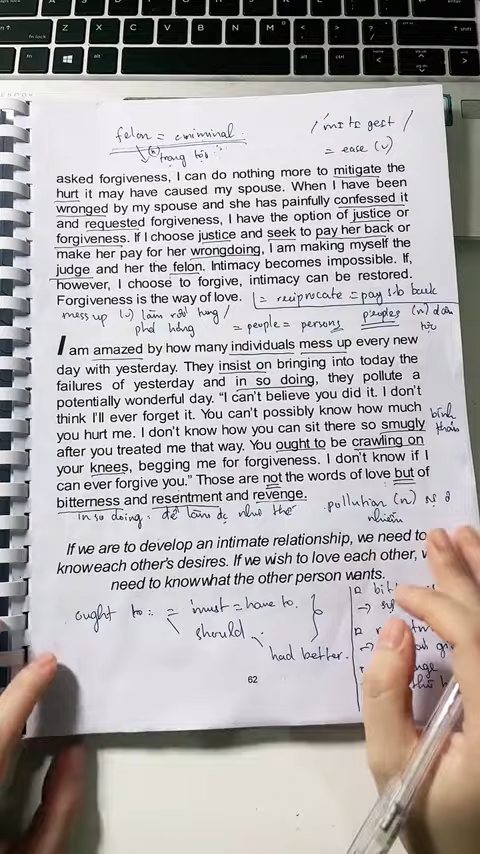 felon = criminal
(n) trọng tội
/ˈmɪtɪgeɪt/
= ease (v)
asked forgiveness, I can do nothing more to mitigate the
hurt it may have caused my spouse. When I have been
wronged by my spouse and she has painfully confessed it
and requested forgiveness, I have the option of justice or
forgiveness. If I choose justice and seek to pay her back or
make her pay for her wrongdoing, I am making myself the
judge and her the felon. Intimacy becomes impossible. If,
however, I choose to forgive, intimacy can be restored.
Forgiveness is the way of love.
= reciprocate = pay s.b back
mess up (v) làm rối tung /
phá hỏng
= people = persons
peoples (n) dân
tộc
I am amazed by how many individuals mess up every new
day with yesterday. They insist on bringing into today the
failures of yesterday and in so doing, they pollute a
potentially wonderful day. “I can't believe you did it. I don't
think I'll ever forget it. You can't possibly know how much
you hurt me. I don't know how you can sit there so smugly
after you treated me that way. You ought to be crawling on
your knees, begging me for forgiveness. I don't know if I
can ever forgive you.” Those are not the words of love but of
bitterness and resentment and revenge.
bình
thản
in so doing: để làm đc như thế
pollution (n) sự ô
nhiễm
If we are to develop an intimate relationship, we need to
know each other's desires. If we wish to love each other,
need to know what the other person wants.
ought to: = must = have to
should
had better.
62